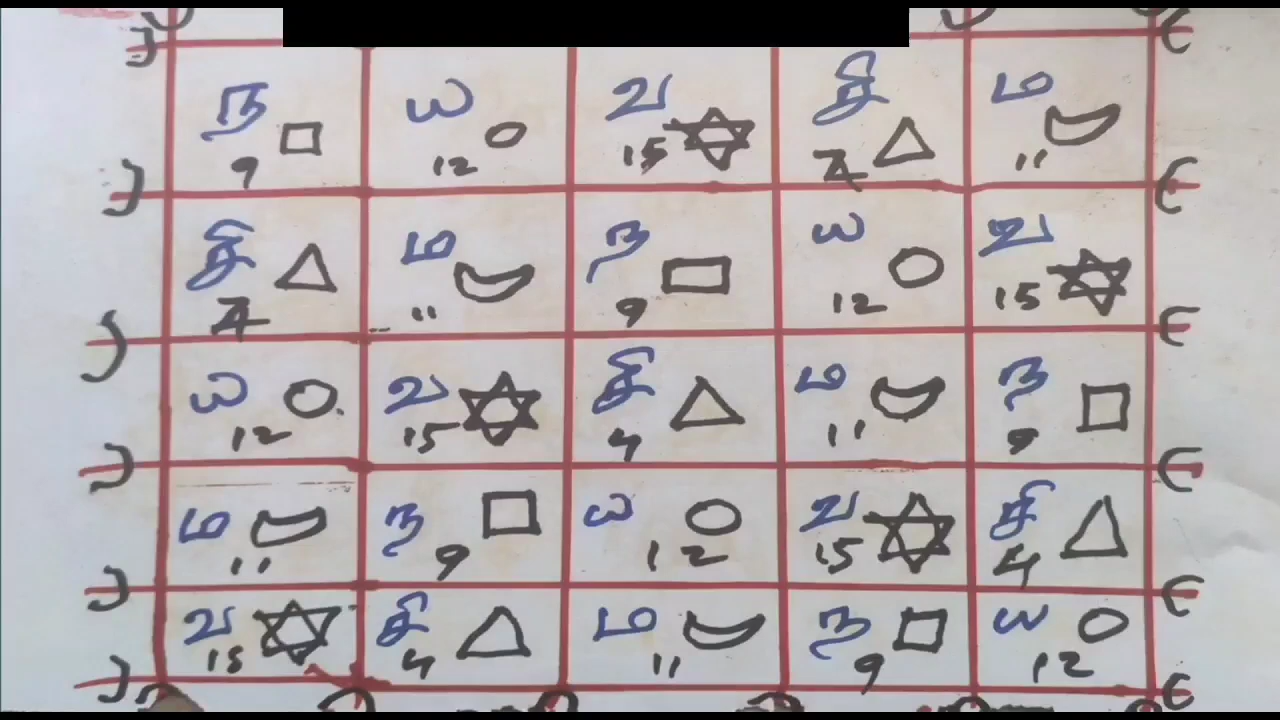 ந ய வ சி ம
9 12 15 4 11
சி ம ந ய வ
4 11 9 12 15
ய வ சி ம ந
12 15 4 11 9
ம ந ய வ சி
11 9 12 15 4
வ சி ம ந ய
15 4 11 9 12